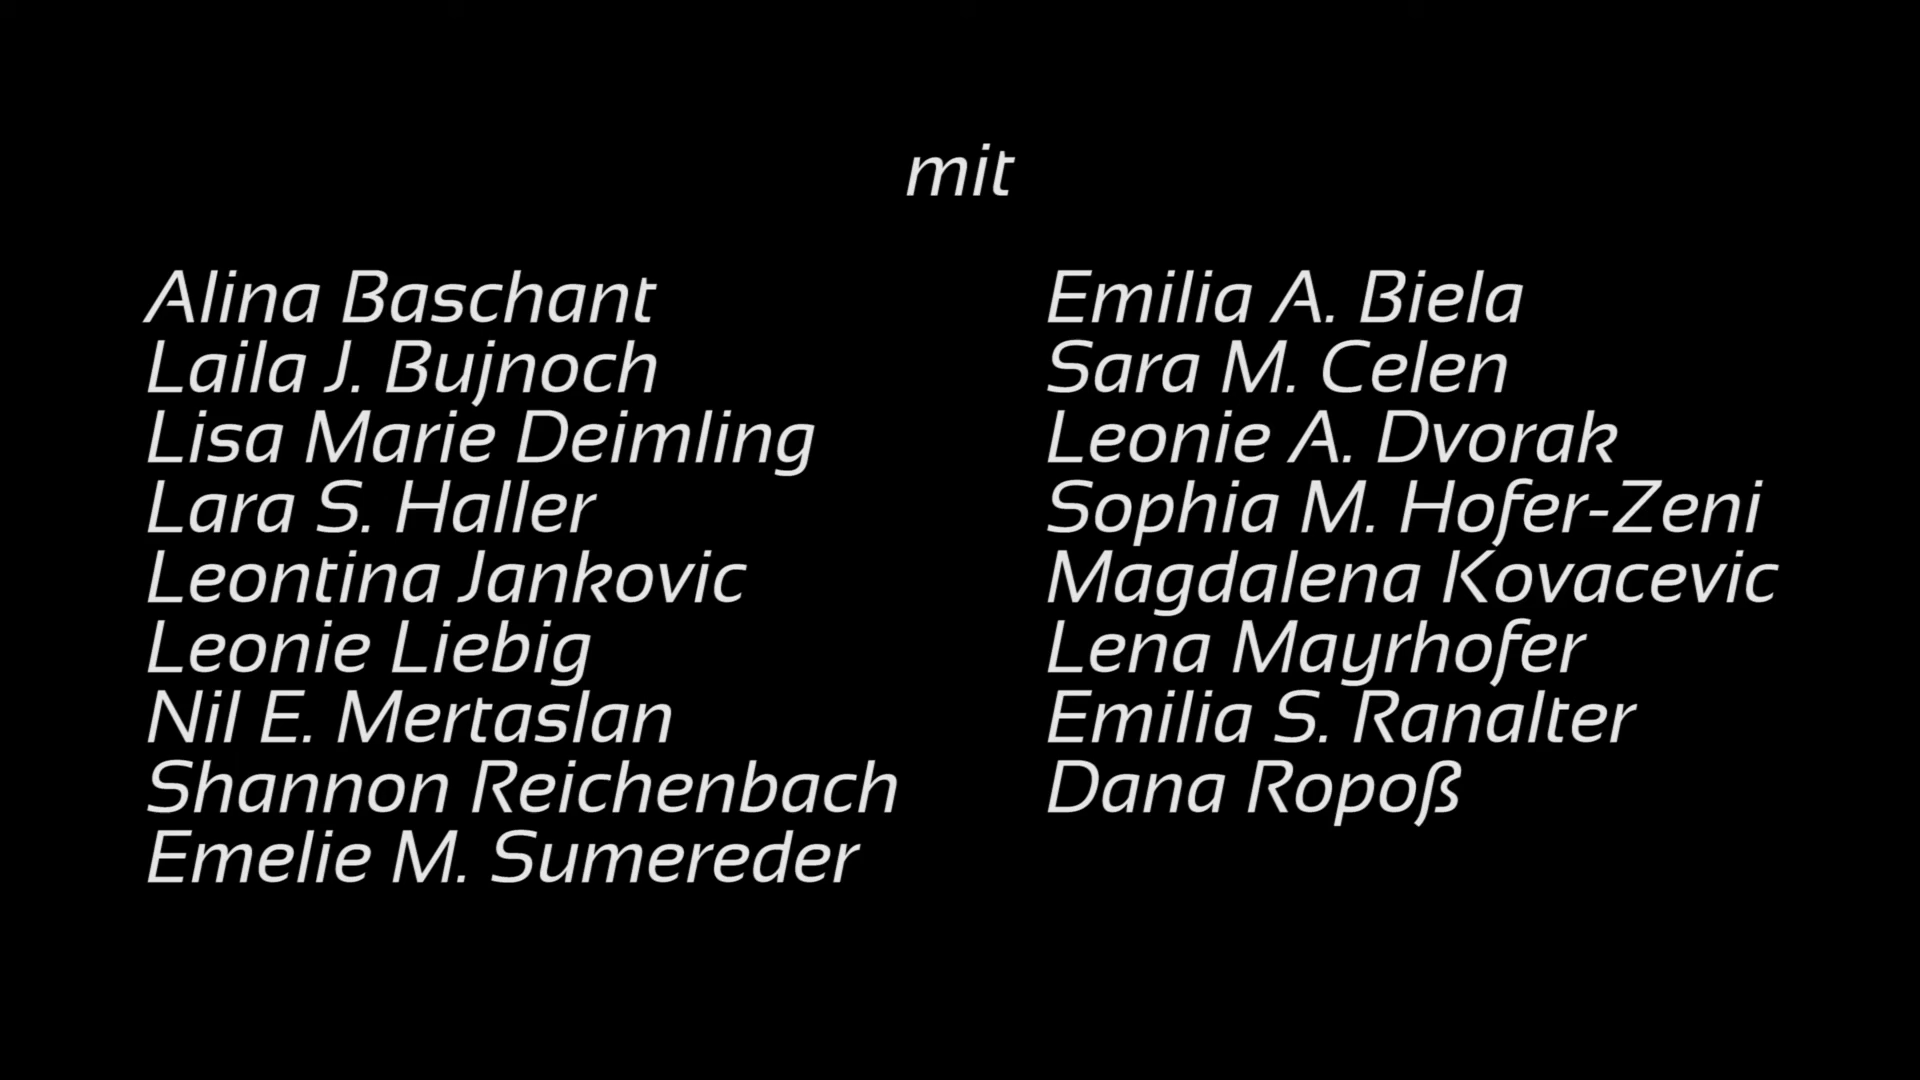 mit
Alina Baschant
Laila J. Bujnoch
Lisa Marie Deimling
Lara S. Haller
Leontina Jankovic
Leonie Liebig
Nil E. Mertaslan
Shannon Reichenbach
Emelie M. Sumereder
Emilia A. Biela
Sara M. Celen
Leonie A. Dvorak
Sophia M. Hofer-Zeni
Magdalena Kovacevic
Lena Mayrhofer
Emilia S. Ranalter
Dana Ropoß